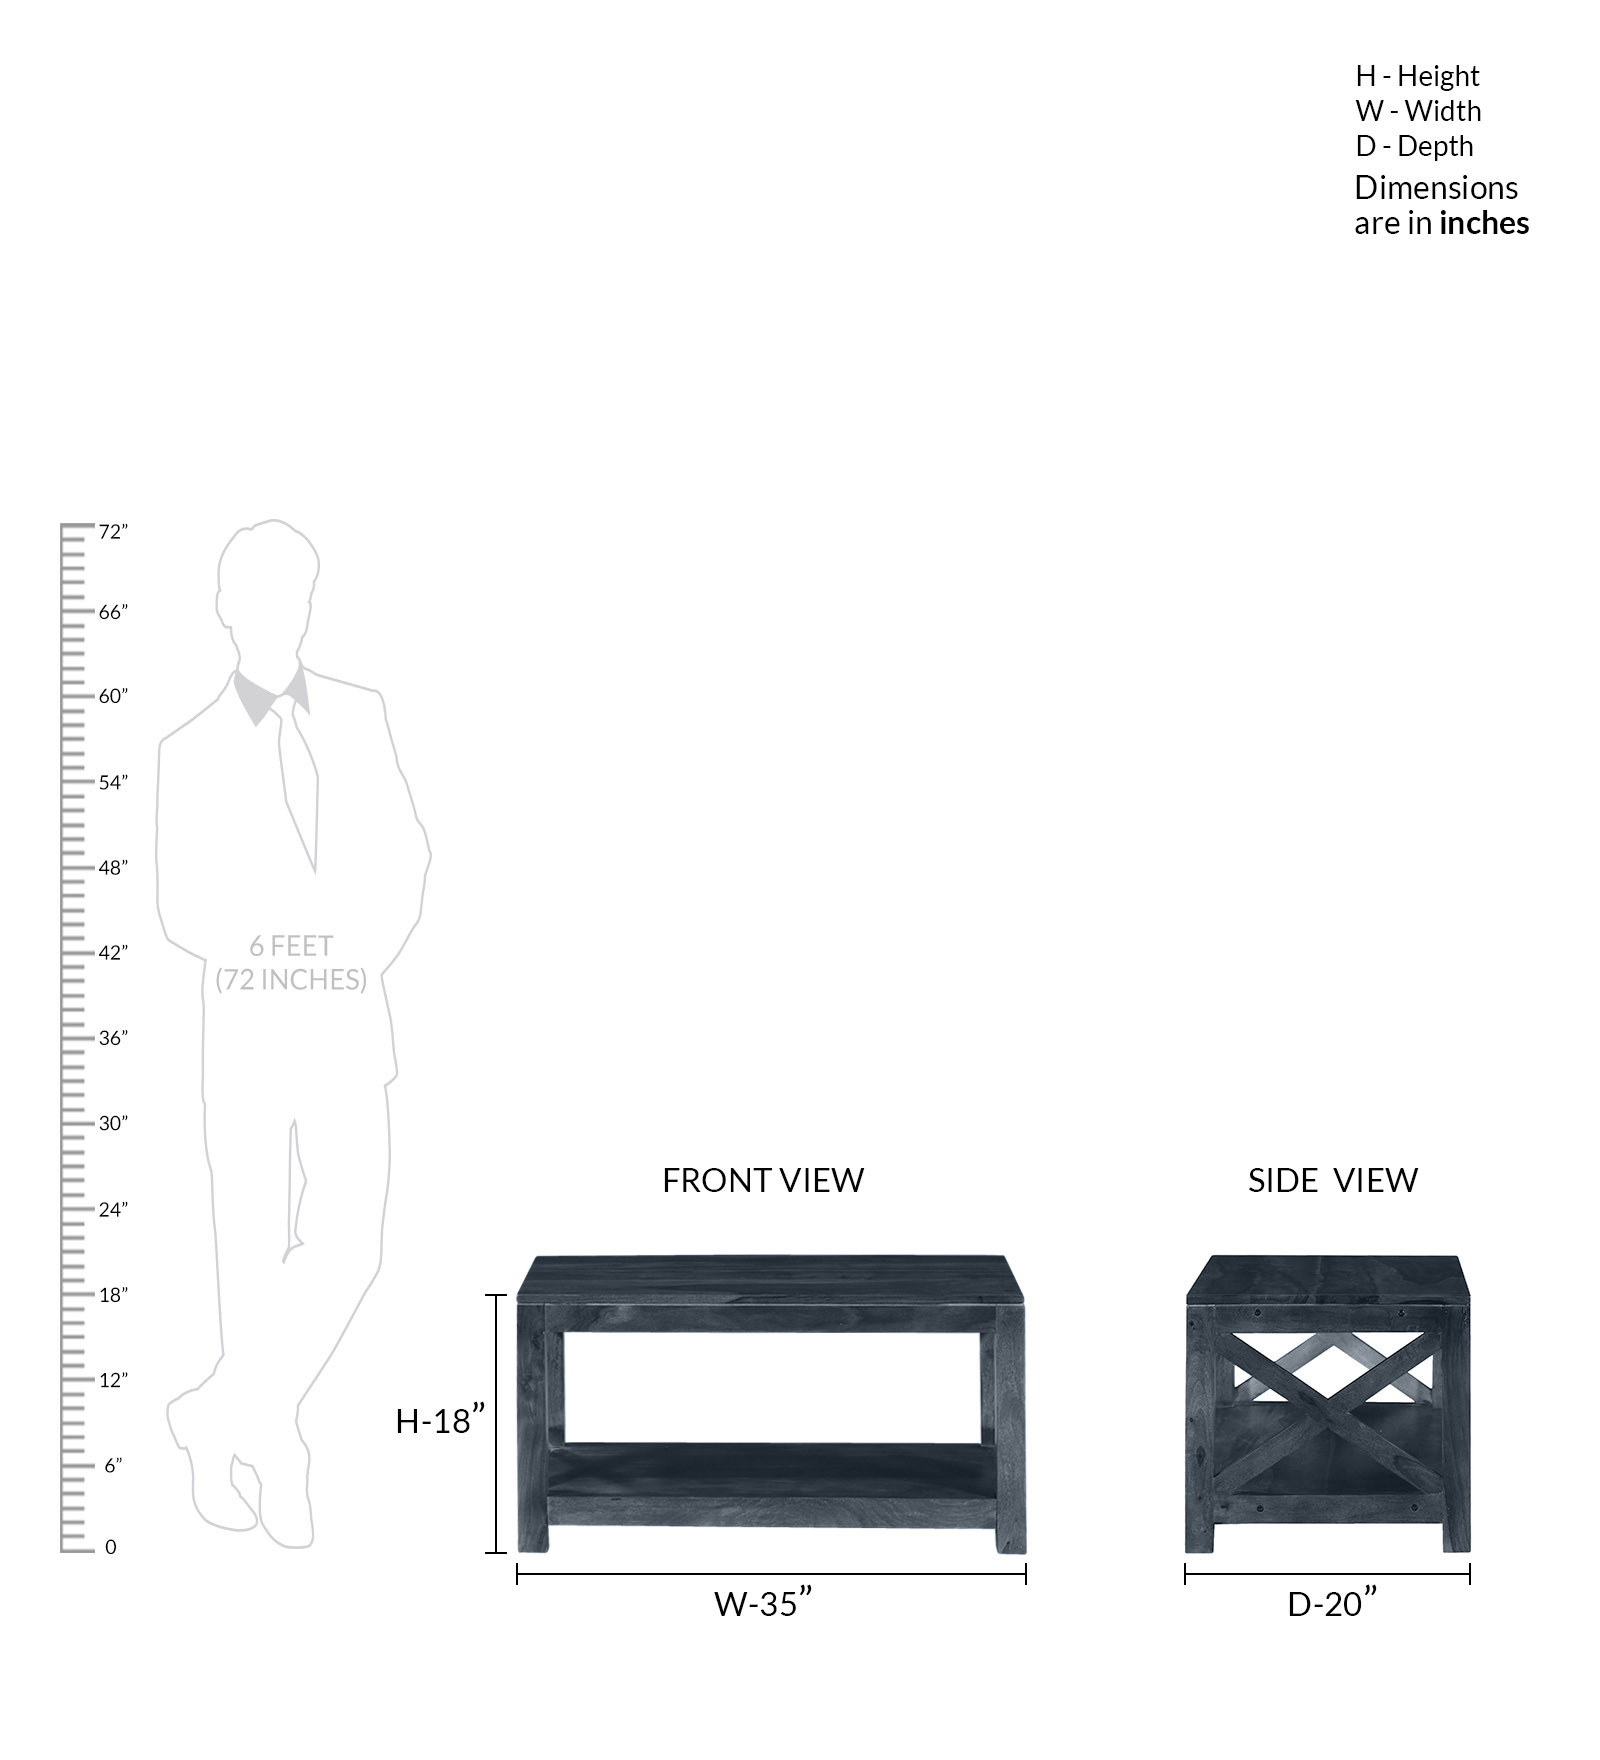 H - Height
W - Width
D - Depth
Dimensions
are in inches
72”
66”
60”
54”
48”
42”
36”
30”
24”
18”
12”
6”
0
6 FEET
(72 INCHES)
FRONT VIEW
SIDE VIEW
H-18”
W-35”
D-20”